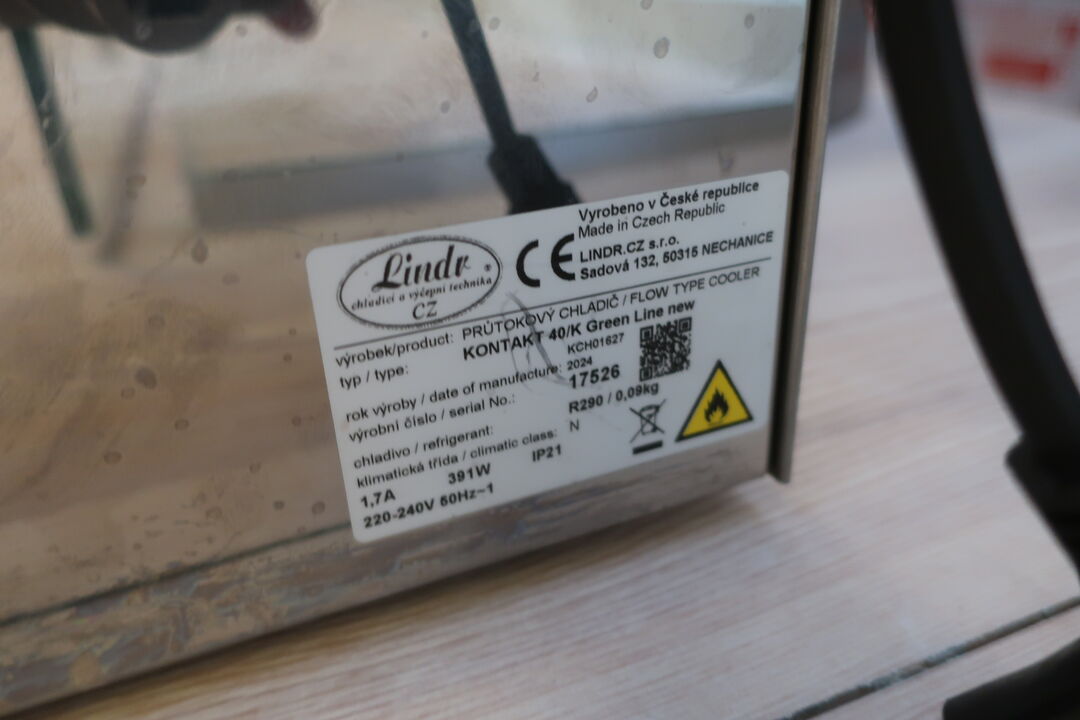 Lindr ®
chladicí a výčepní technika
CZ
CE
Vyrobeno v České republice
Made in Czech Republic
LINDR.CZ s.r.o.
Sadová 132, 50315 NECHANICE
výrobek/product: PRŮTOKOVÝ CHLADIČ / FLOW TYPE COOLER
typ / type: KONTAKT 40/K Green Line new
KCH01627
rok výroby / date of manufacture: 2024
výrobní číslo / serial No.: 17526
chladivo / refrigerant: R290 / 0,09kg
klimatická třída / climatic class: N
1,7A 391W IP21
220-240V 50Hz~1